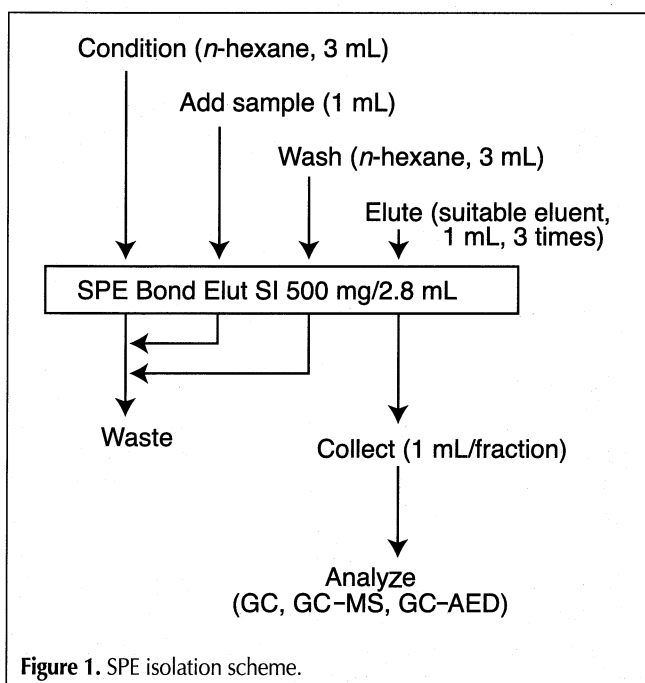 Condition (n-hexane, 3 mL)
Add sample (1 mL)
Wash (n-hexane, 3 mL)
Elute (suitable eluent,
1 mL, 3 times)
SPE Bond Elut SI 500 mg/2.8 mL
Waste
Collect (1 mL/fraction)
Analyze
(GC, GC–MS, GC–AED)
Figure 1. SPE isolation scheme.